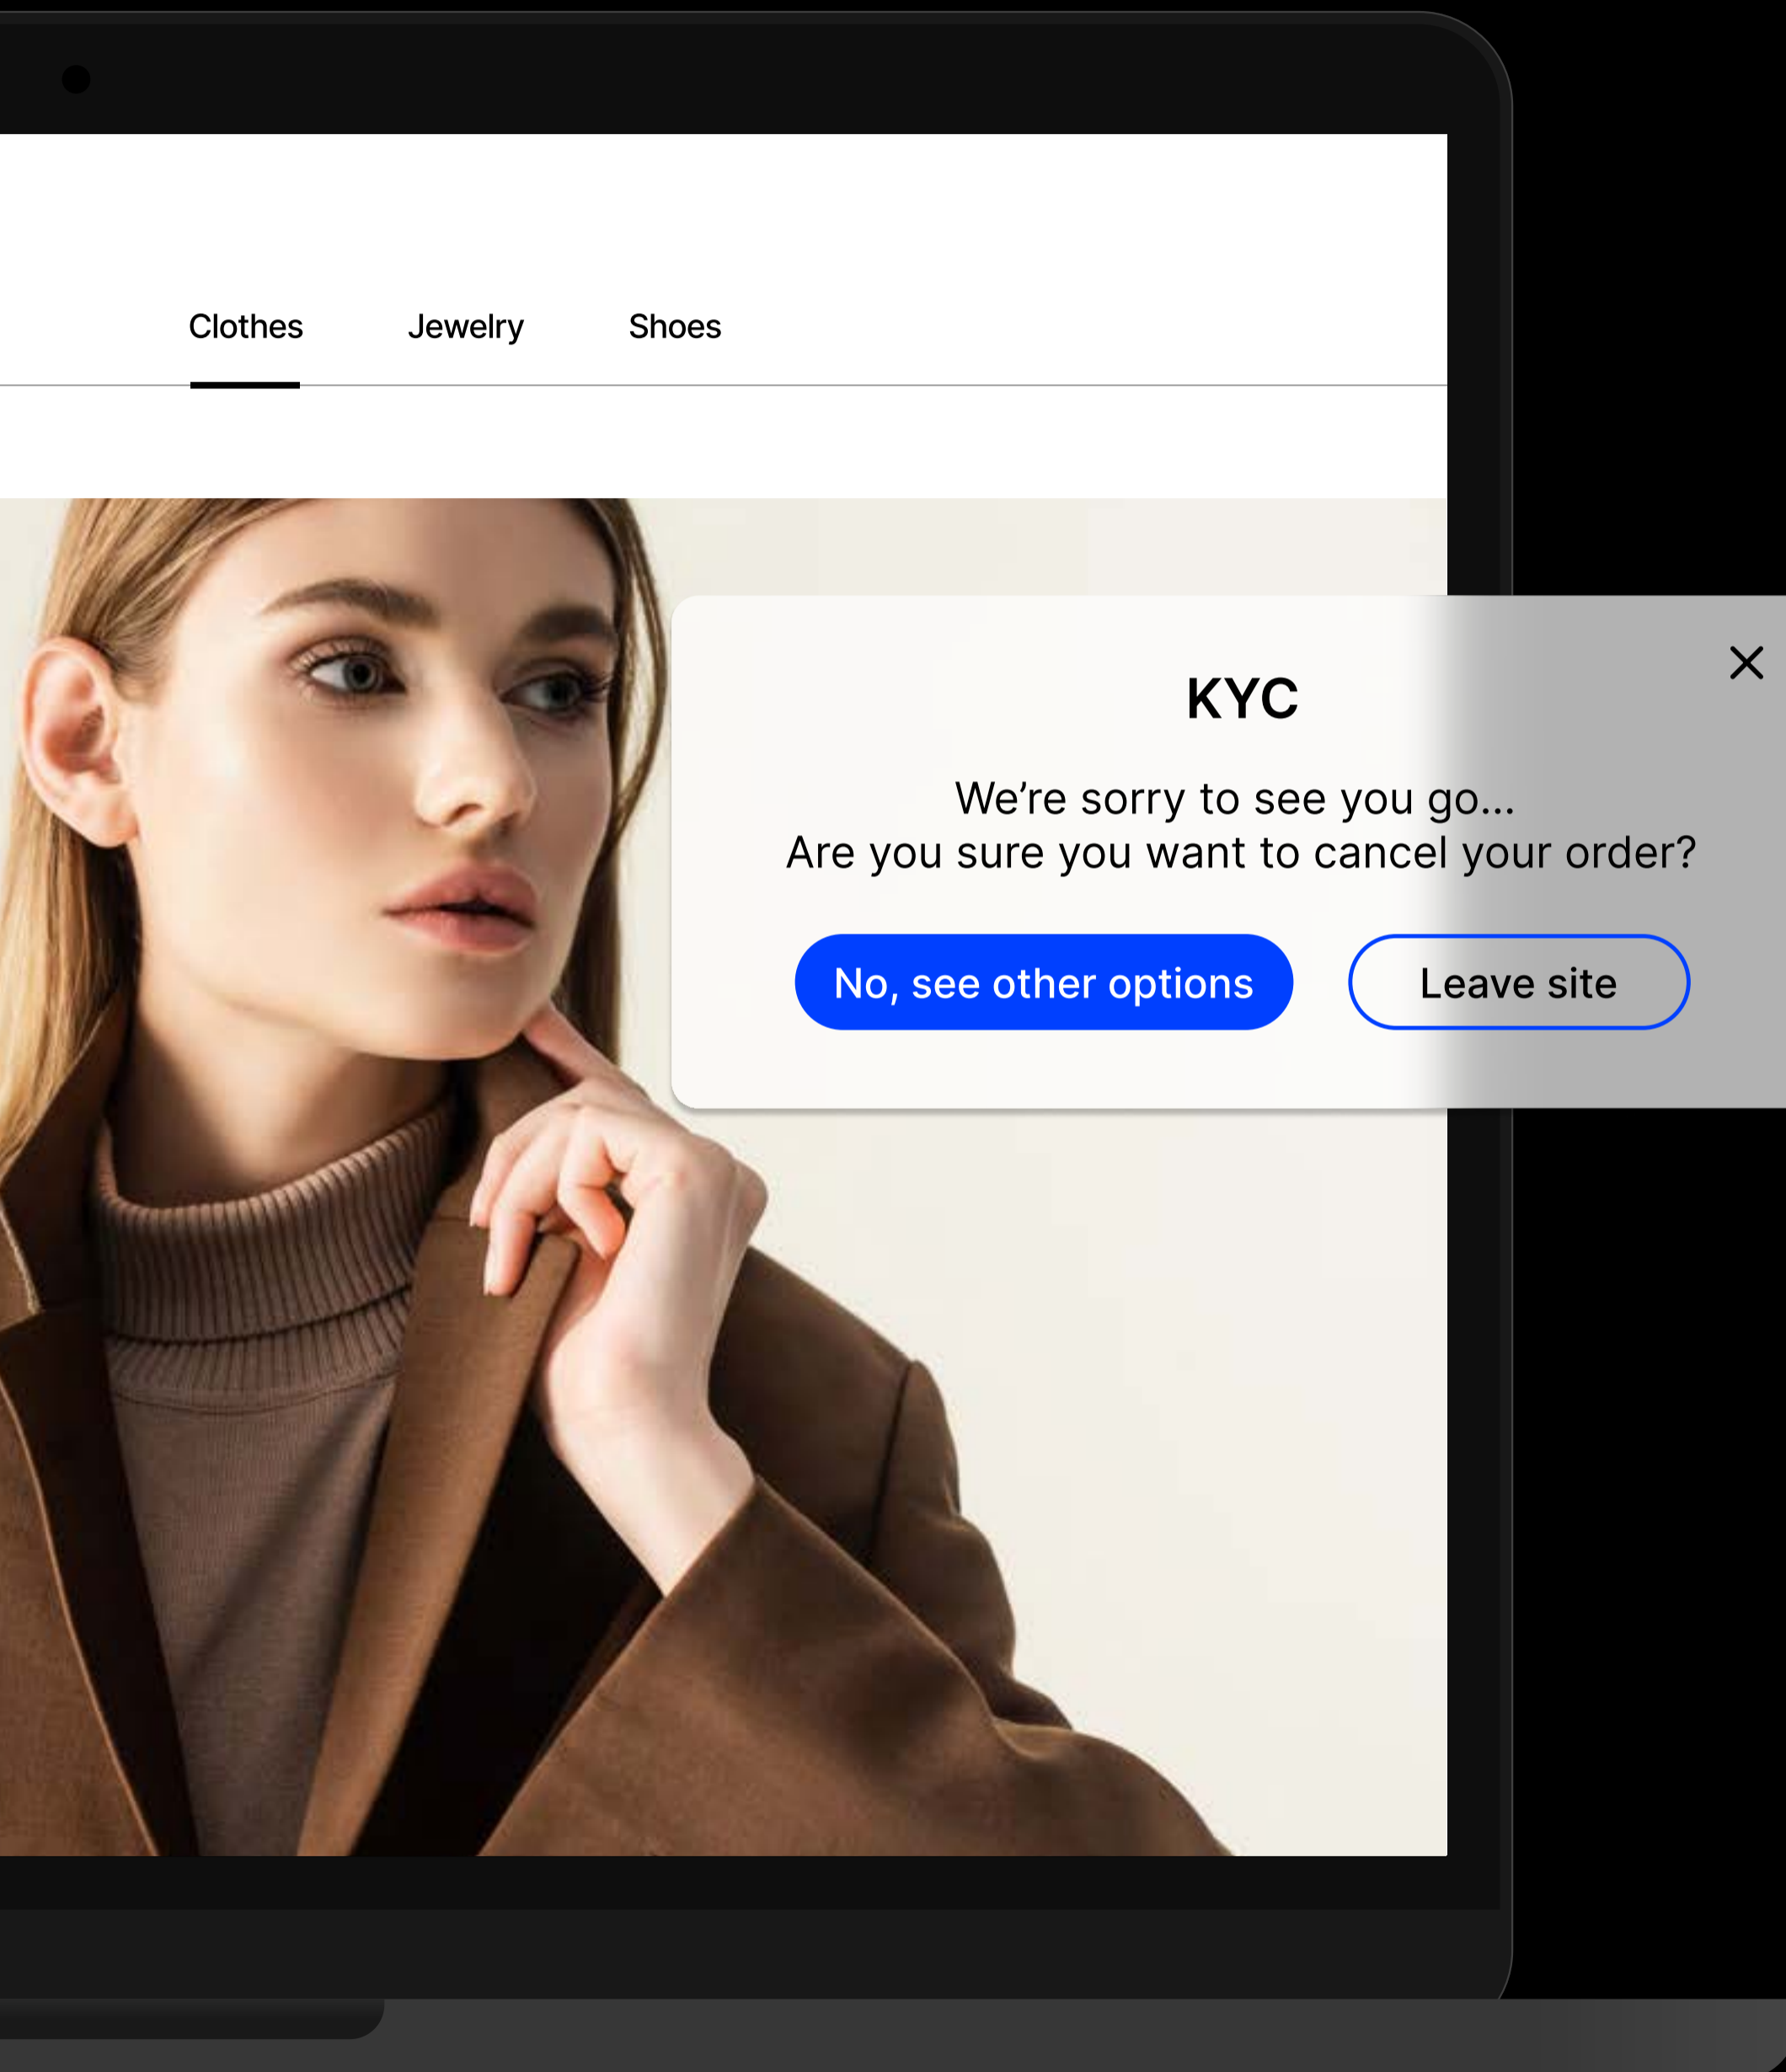 Clothes Jewelry Shoes
KYC
We’re sorry to see you go...
Are you sure you want to cancel your order?
No, see other options Leave site